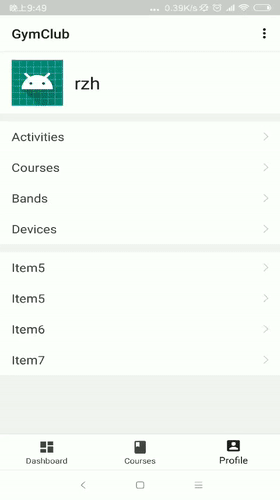 晚上9:49
... 0.39K/s
GymClub
rzh
Activities
Courses
Bands
Devices
Item5
Item5
Item6
Item7
Dashboard
Courses
Profile